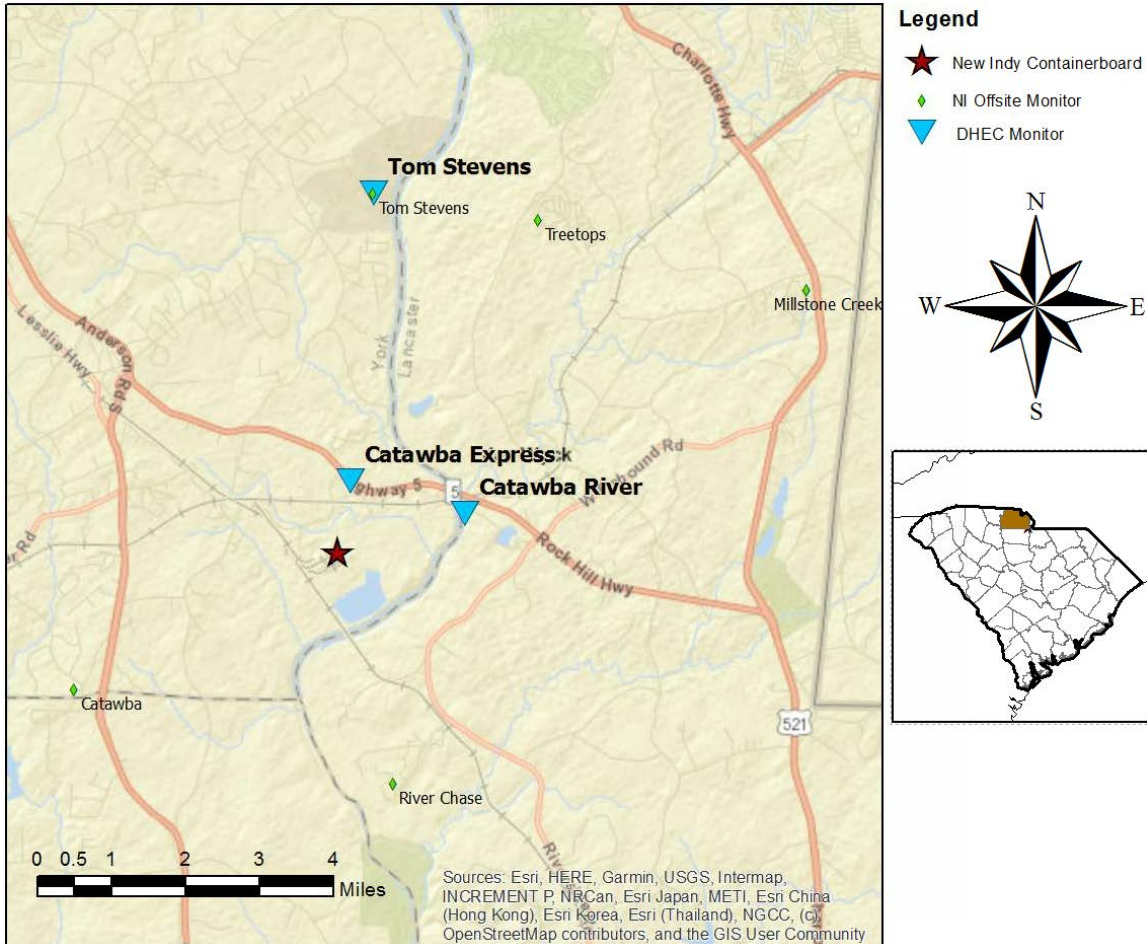 Legend
New Indy Containerboard
NI Offsite Monitor
DHEC Monitor
N
W
E
S
Charlotte Hwy
Tom Stevens
Tom Stevens
Treetops
Millstone Creek
York
Lancaster
Lesslie Hwy
Anderson Rd S
Catawba Express
ghway 5
5
Catawba River
Rd
Rock Hill Hwy
er Rd
Catawba
521
River Chase
0 0.5 1 2 3 4
Miles
Sources: Esri, HERE, Garmin, USGS, Intermap,
INCREMENT P, NRCan, Esri Japan, METI, Esri China
(Hong Kong), Esri Korea, Esri (Thailand), NGCC, (c)
OpenStreetMap contributors, and the GIS User Community